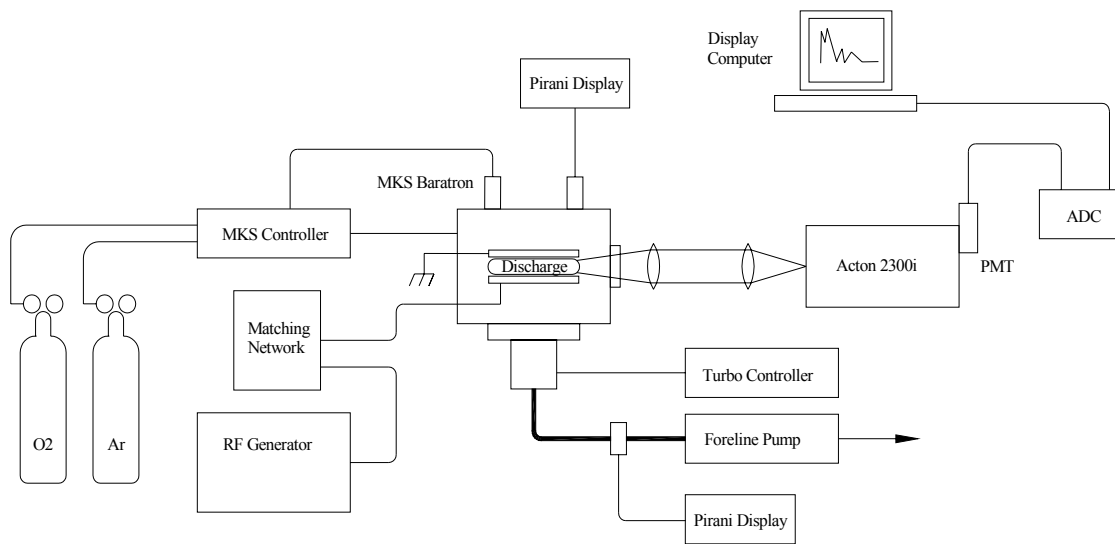 Display
Computer
Pirani Display
MKS Baratron
ADC
MKS Controller
Discharge
Acton 2300i
PMT
Matching
Network
Turbo Controller
O2
Ar
RF Generator
Foreline Pump
Pirani Display